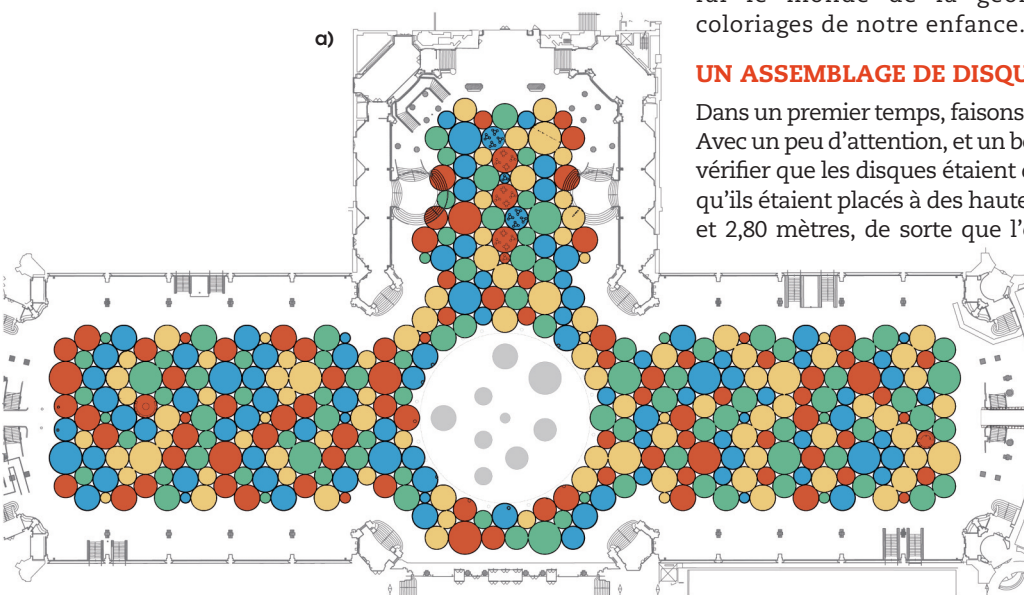 a)
coloriages de notre enfance.
UN ASSEMBLAGE DE DISQU
Dans un premier temps, faisons
Avec un peu d'attention, et un b
vérifier que les disques étaient
qu'ils étaient placés à des haute
et 2,80 mètres, de sorte que l'